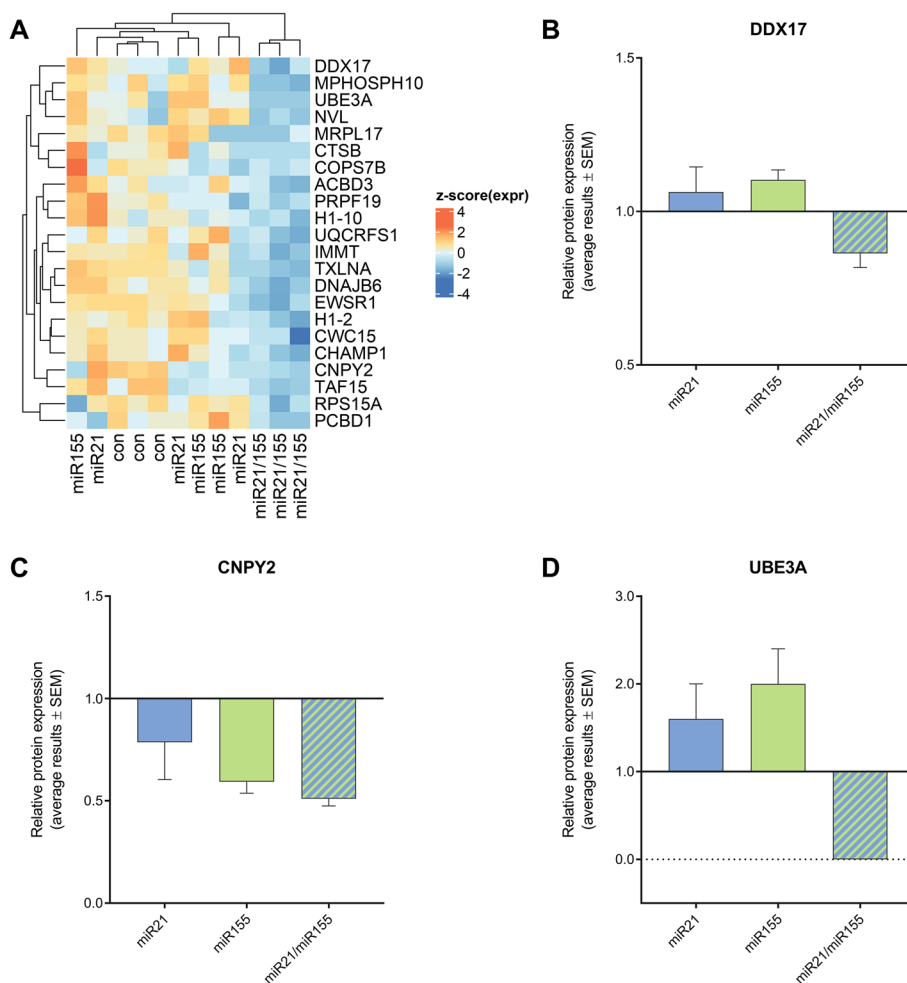 A
DDX17
MPHOSPH10
UBE3A
NVL
MRPL17
CTSB
COPS7B
ACBD3
PRPF19
H1-10
UQCRFS1
IMMT
TXLNA
DNAJB6
EWSR1
H1-2
CWC15
CHAMP1
CNPY2
TAF15
RPS15A
PCBD1
miR155
miR21
con
con
con
miR21
miR155
miR155
miR21
miR21/155
miR21/155
miR21/155
z-score(expr)
4
2
0
-2
-4
B
DDX17
Relative protein expression
(average results ± SEM)
1.5
1.0
0.5
miR21
miR155
miR21/miR155
C
CNPY2
Relative protein expression
(average results ± SEM)
1.5
1.0
0.5
0.0
miR21
miR155
miR21/miR155
D
UBE3A
Relative protein expression
(average results ± SEM)
3.0
2.0
1.0
0.0
miR21
miR155
miR21/miR155